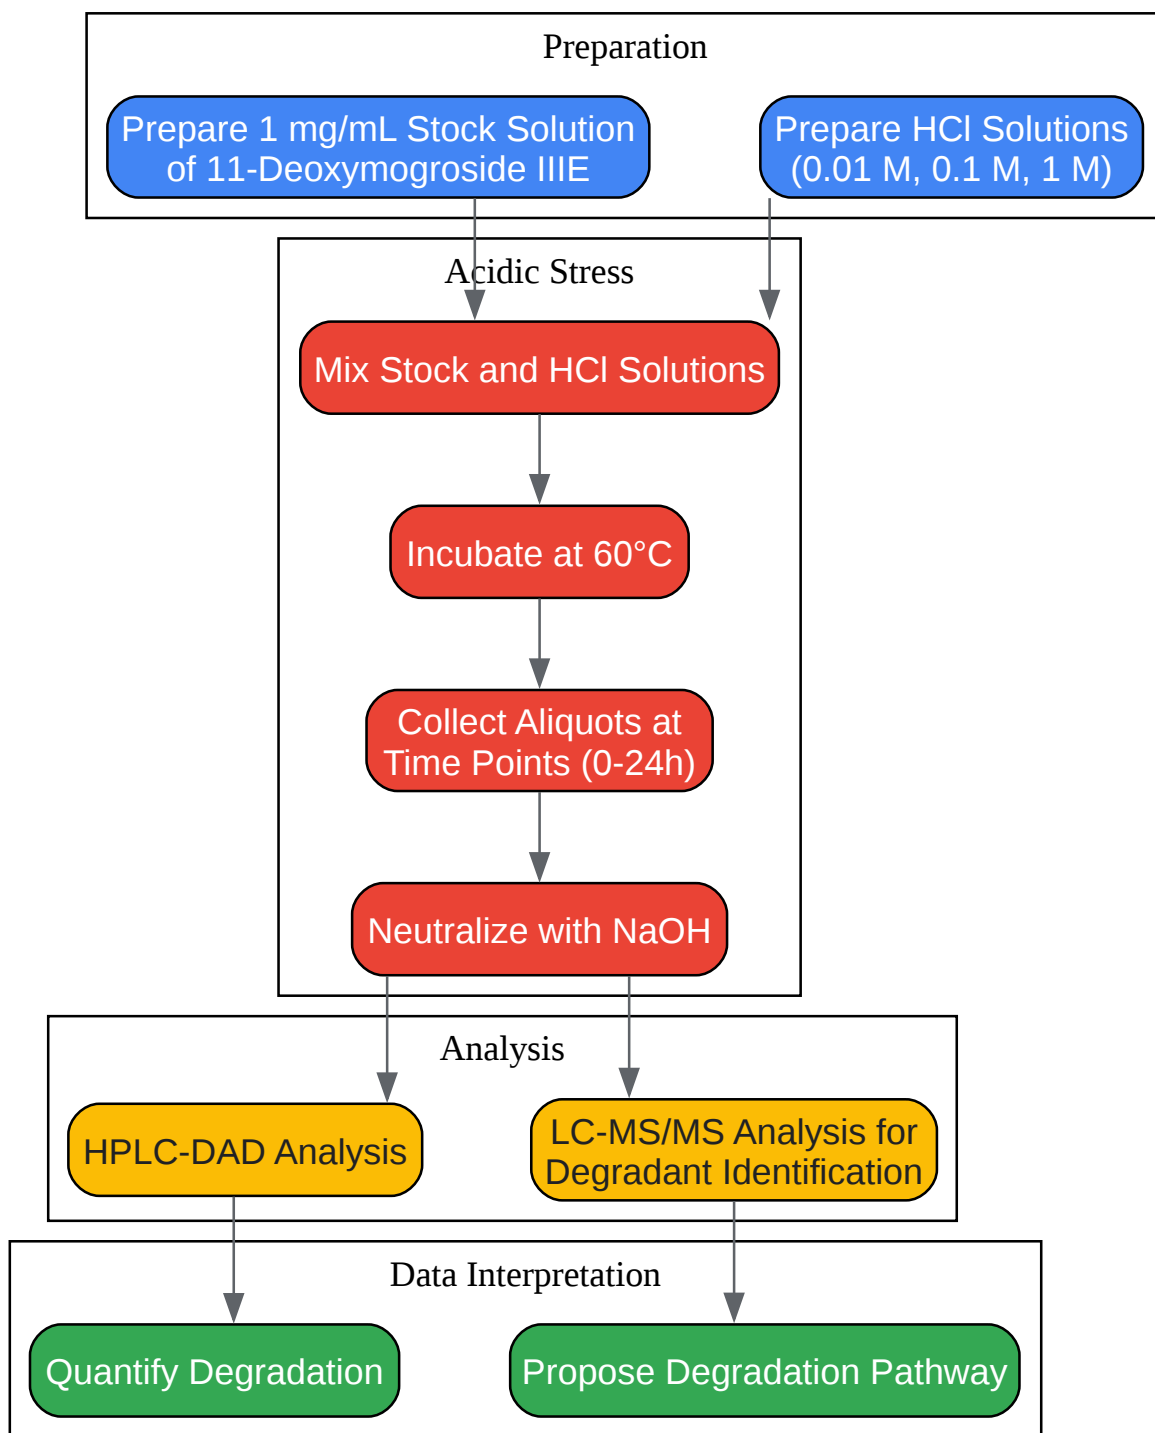 Preparation
Prepare 1 mg/mL Stock Solution
of 11-Deoxymogroside IIIE
Prepare HCl Solutions
(0.01 M, 0.1 M, 1 M)
Acidic Stress
Mix Stock and HCl Solutions
Incubate at 60°C
Collect Aliquots at
Time Points (0-24h)
Neutralize with NaOH
Analysis
HPLC-DAD Analysis
LC-MS/MS Analysis for
Degradant Identification
Data Interpretation
Quantify Degradation
Propose Degradation Pathway